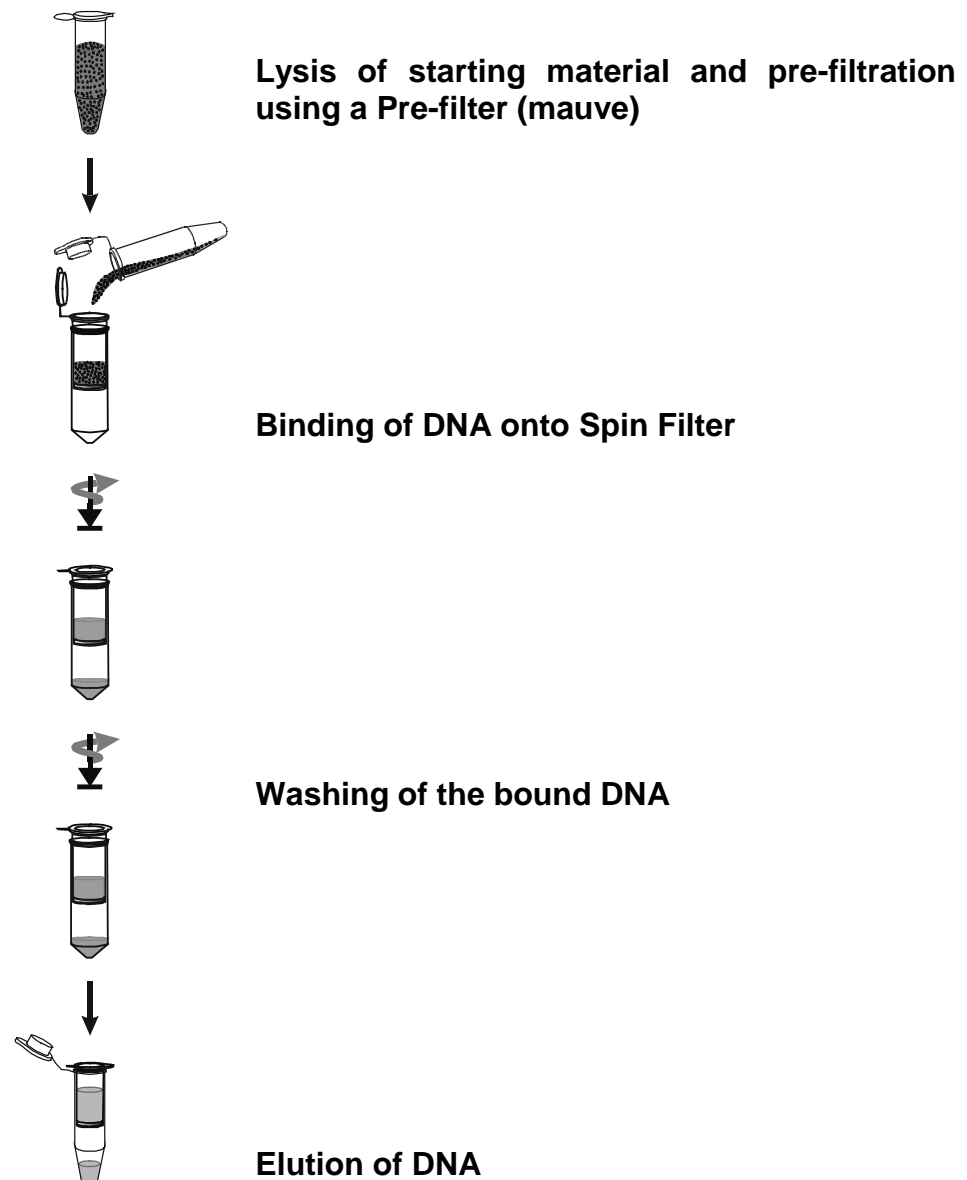 Lysis of starting material and pre-filtration
using a Pre-filter (mauve)
Binding of DNA onto Spin Filter
Washing of the bound DNA
Elution of DNA